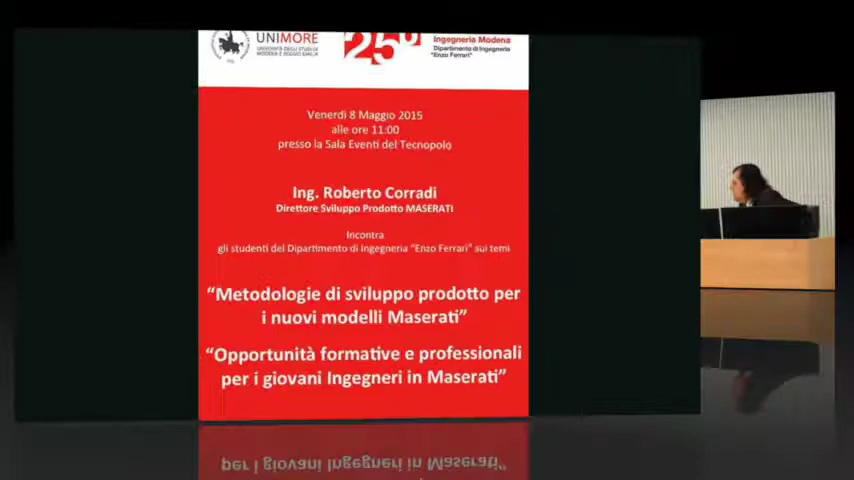 UNIMORE
UNIVERSITÀ DEGLI STUDI DI
MODENA E REGGIO EMILIA
25°
Ingegneria Modena
Dipartimento di Ingegneria
"Enzo Ferrari"
Venerdì 8 Maggio 2015
alle ore 11:00
presso la Sala Eventi del Tecnopolo
Ing. Roberto Corradi
Direttore Sviluppo Prodotto MASERATI
Incontra
gli studenti del Dipartimento di Ingegneria "Enzo Ferrari" sui temi
"Metodologie di sviluppo prodotto per
i nuovi modelli Maserati"
"Opportunità formative e professionali
per i giovani Ingegneri in Maserati"